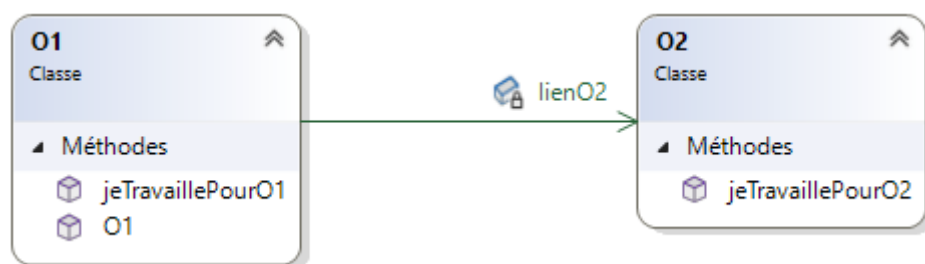 O1
Classe
Méthodes
jeTravaillePourO1
O1
lienO2
O2
Classe
Méthodes
jeTravaillePourO2